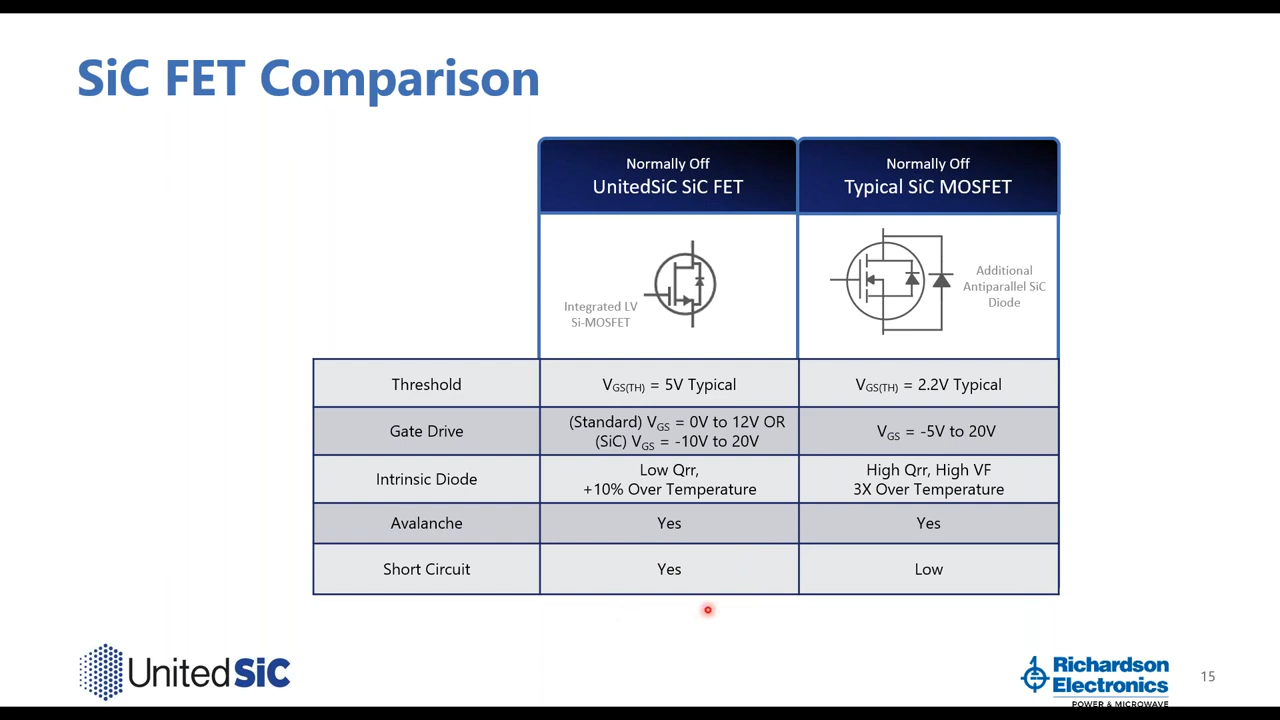 SiC FET Comparison
Normally Off
UnitedSiC SiC FET
Normally Off
Typical SiC MOSFET
Integrated LV
Si-MOSFET
Additional
Antiparallel SiC
Diode
Threshold
VGS(TH) = 5V Typical
VGS(TH) = 2.2V Typical
Gate Drive
(Standard) VGS = 0V to 12V OR
(SiC) VGS = -10V to 20V
VGS = -5V to 20V
Intrinsic Diode
Low Qrr,
+10% Over Temperature
High Qrr, High VF
3X Over Temperature
Avalanche
Yes
Yes
Short Circuit
Yes
Low
UnitedSiC
Richardson
Electronics
POWER & MICROWAVE
15